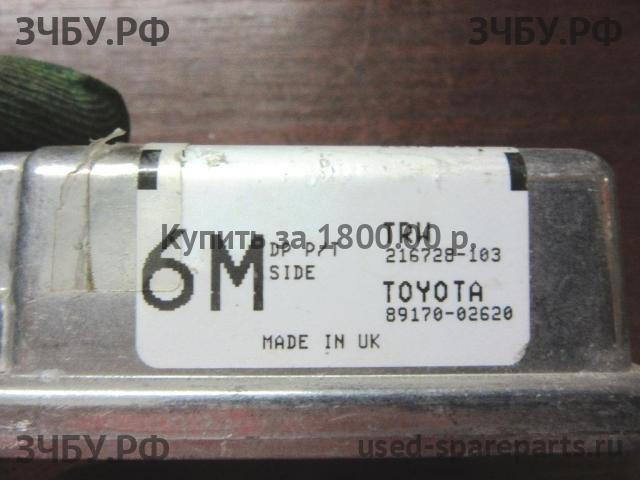 ЗЧБУ.РФ
ЗЧБУ.РФ
Купить за 1800.00 р.
6M
DP P/T
SIDE
TRW
216728-103
TOYOTA
89170-02620
MADE IN UK
ЗЧБУ.РФ
used-spareparts.ru